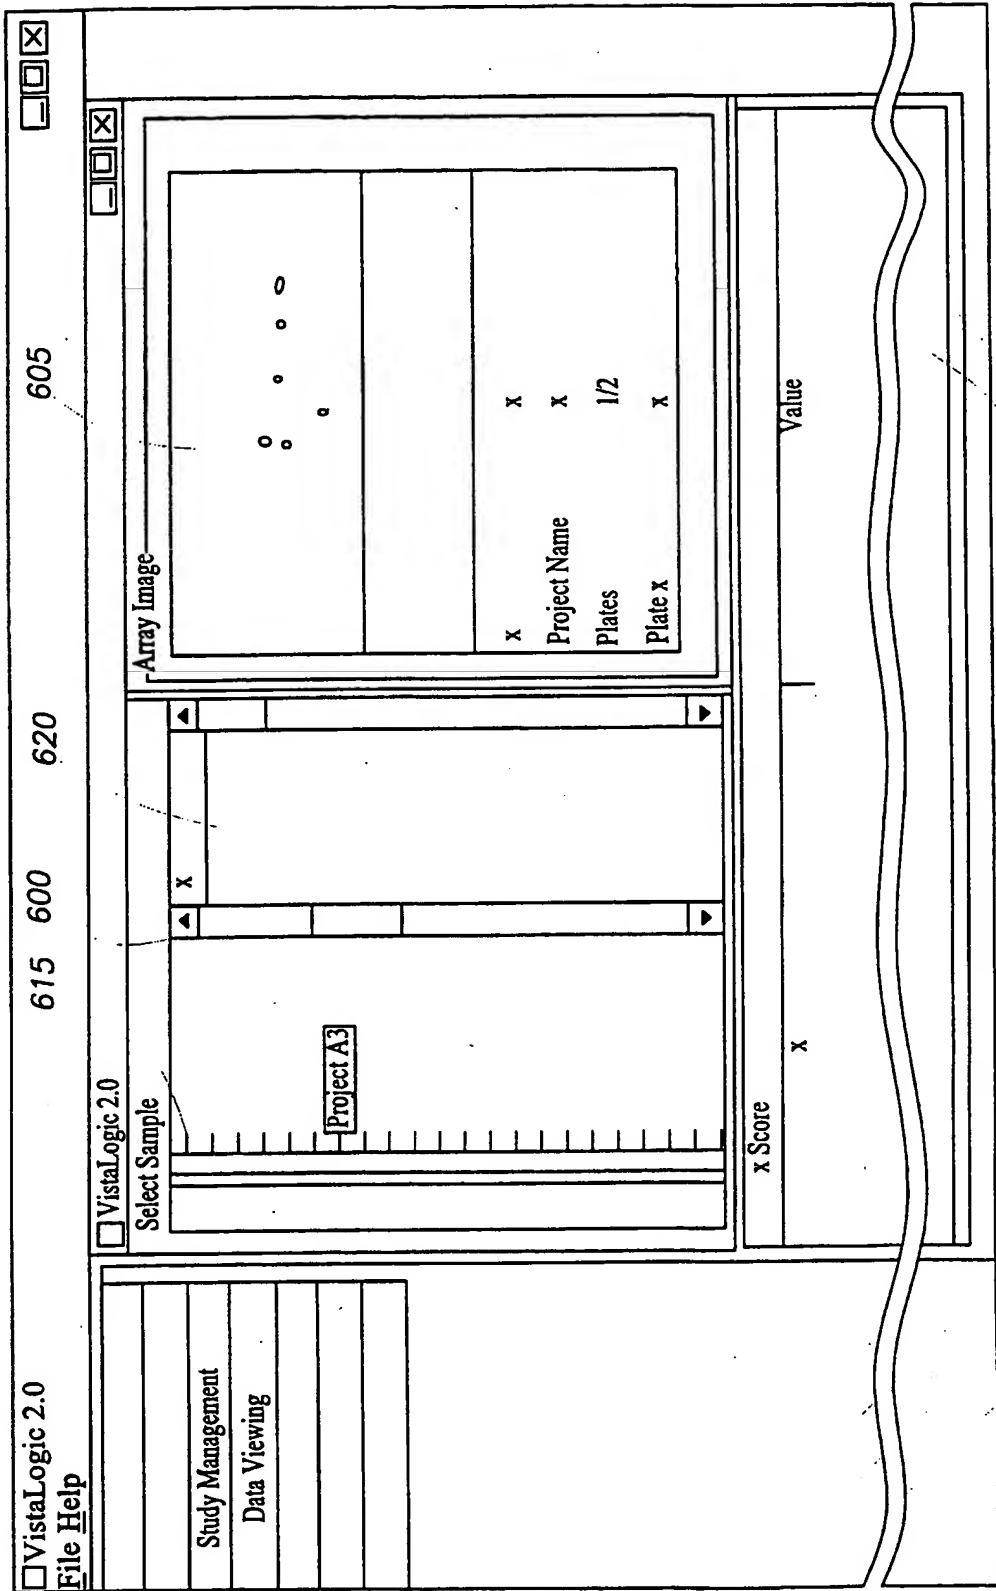 615 600 620 605
VistaLogic 2.0
File Help
Study Management
Data Viewing
VistaLogic 2.0
Select Sample
Project A3
x
Array Image
x x
Project Name x
Plates 1/2
Plate x x
x Score
x Value